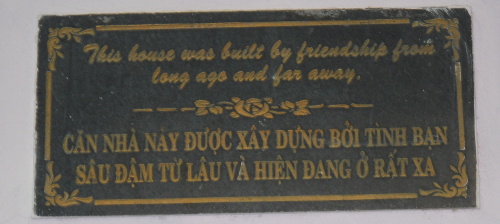 This house was built by friendship from
long ago and far away.
CĂN NHÀ NÀY ĐƯỢC XÂY DỰNG BỞI TÌNH BẠN
SÂU ĐẬM TỪ LÂU VÀ HIỆN ĐANG Ở RẤT XA